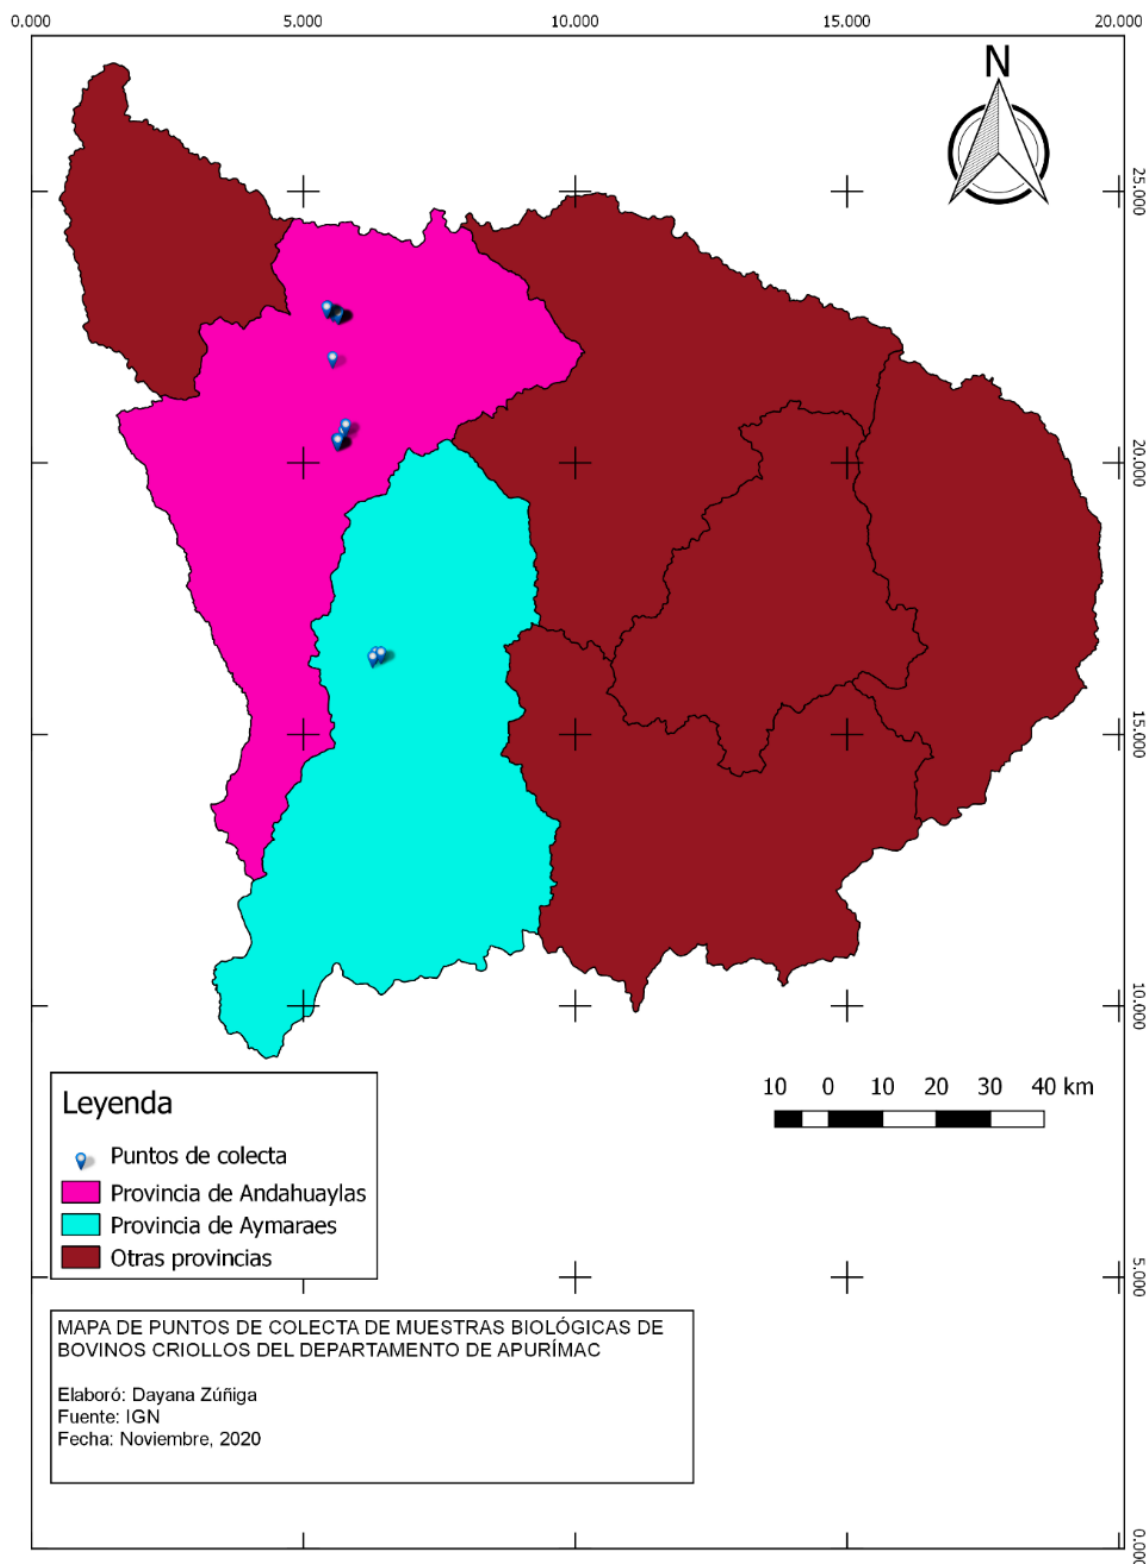 0.000 5.000 10.000 15.000 20.000
N
25.000
20.000
15.000
10.000
10 0 10 20 30 40 km
Leyenda
Puntos de colecta
Provincia de Andahuaylas
Provincia de Aymaraes
Otras provincias
5.000
MAPA DE PUNTOS DE COLECTA DE MUESTRAS BIOLÓGICAS DE
BOVINOS CRIOLLOS DEL DEPARTAMENTO DE APURÍMAC
Elaboró: Dayana Zúñiga
Fuente: IGN
Fecha: Noviembre, 2020
0.000